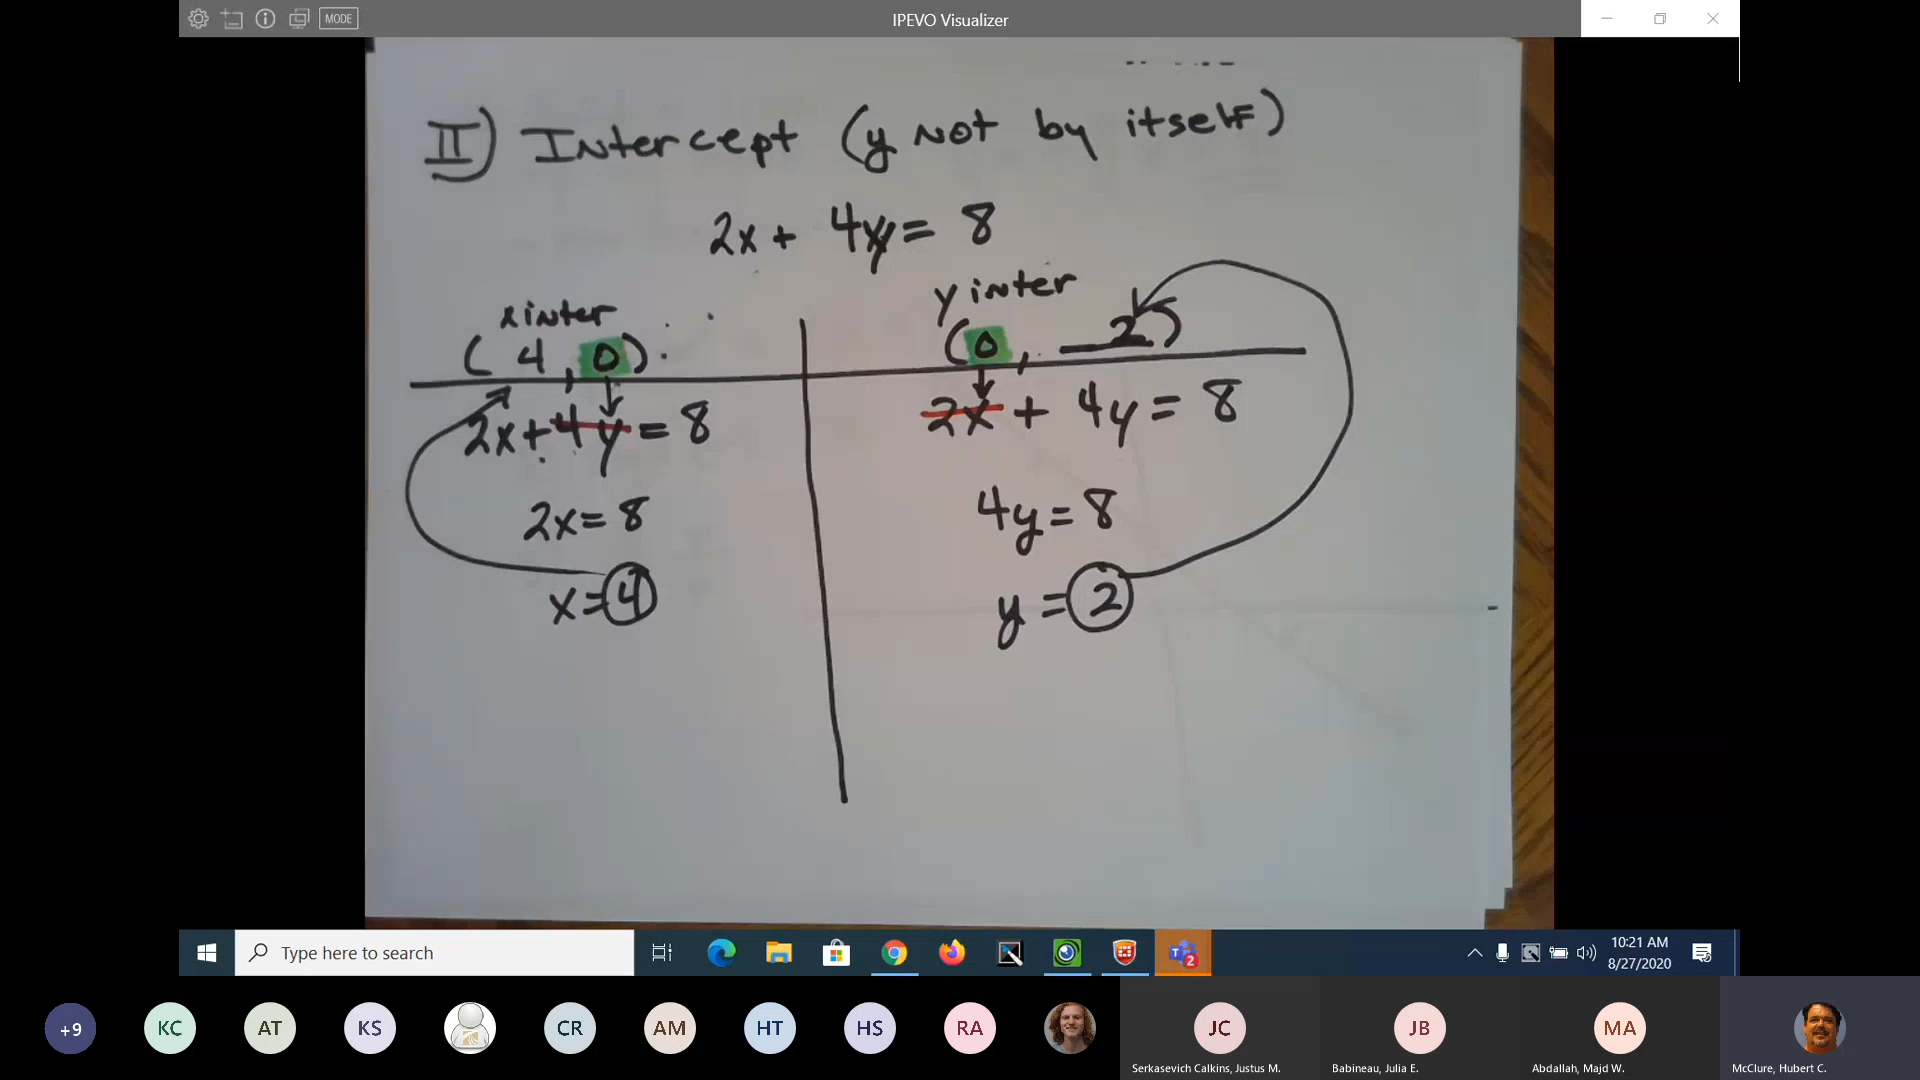 MODE
IPEVO Visualizer
II) Intercept (y not by itself)
2x + 4y = 8
x inter
(4, 0)
2x + 4y = 8
2x = 8
x = 4
y inter
(0, 2)
2x + 4y = 8
4y = 8
y = 2
Type here to search
T
2
10:21 AM
8/27/2020
+9
KC
AT
KS
CR
AM
HT
HS
RA
JC
Serkasevich Calkins, Justus M.
JB
Babineau, Julia E.
MA
Abdallah, Majd W.
McClure, Hubert C.